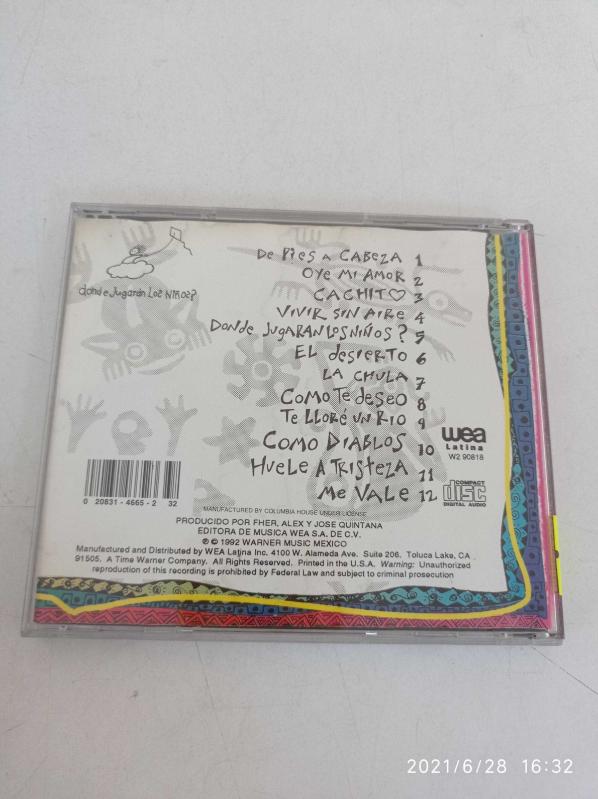 DE PIES A CABEZA 1
OYE MI AMOR 2
CACHITO 3
VIVIR SIN AIRE 4
DONDE JUGARAN LOS NIÑOS? 5
EL DESIERTO 6
LA CHULA 7
COMO TE DESEO 8
TE LLORÉ UN RIO 9
COMO DIABLOS 10
HUELE A TRISTEZA 11
ME VALE 12
donde Jugarán Los Niños?
wea
Latina
W2 90818
COMPACT
disc
DIGITAL AUDIO
0 20831-4665-2 32
MANUFACTURED BY COLUMBIA HOUSE UNDER LICENSE
PRODUCIDO POR FHER, ALEX Y JOSE QUINTANA
EDITORA DE MUSICA WEA S.A. DE C.V.
℗ © 1992 WARNER MUSIC MEXICO
Manufactured and Distributed by WEA Latina Inc. 4100 W. Alameda Ave. Suite 206, Toluca Lake, CA
91505. A Time Warner Company. All Rights Reserved. Printed in the U.S.A. Warning: Unauthorized
reproduction of this recording is prohibited by Federal Law and subject to criminal prosecution
2021/6/28 16:32